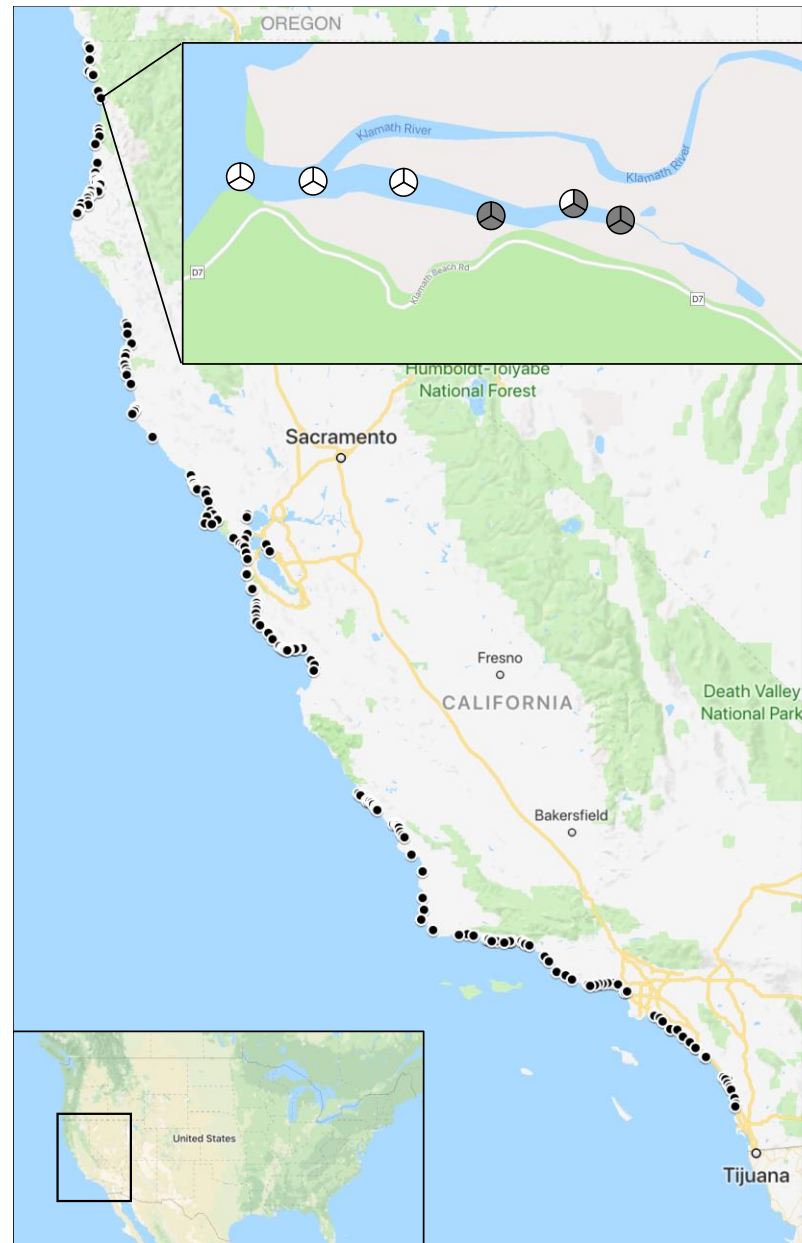 OREGON
Klamath River
Klamath River
D7
Klamath Beach Rd
D7
Humboldt-Toiyabe
National Forest
Sacramento
Fresno
CALIFORNIA
Death Valley
National Park
Bakersfield
United States
Tijuana